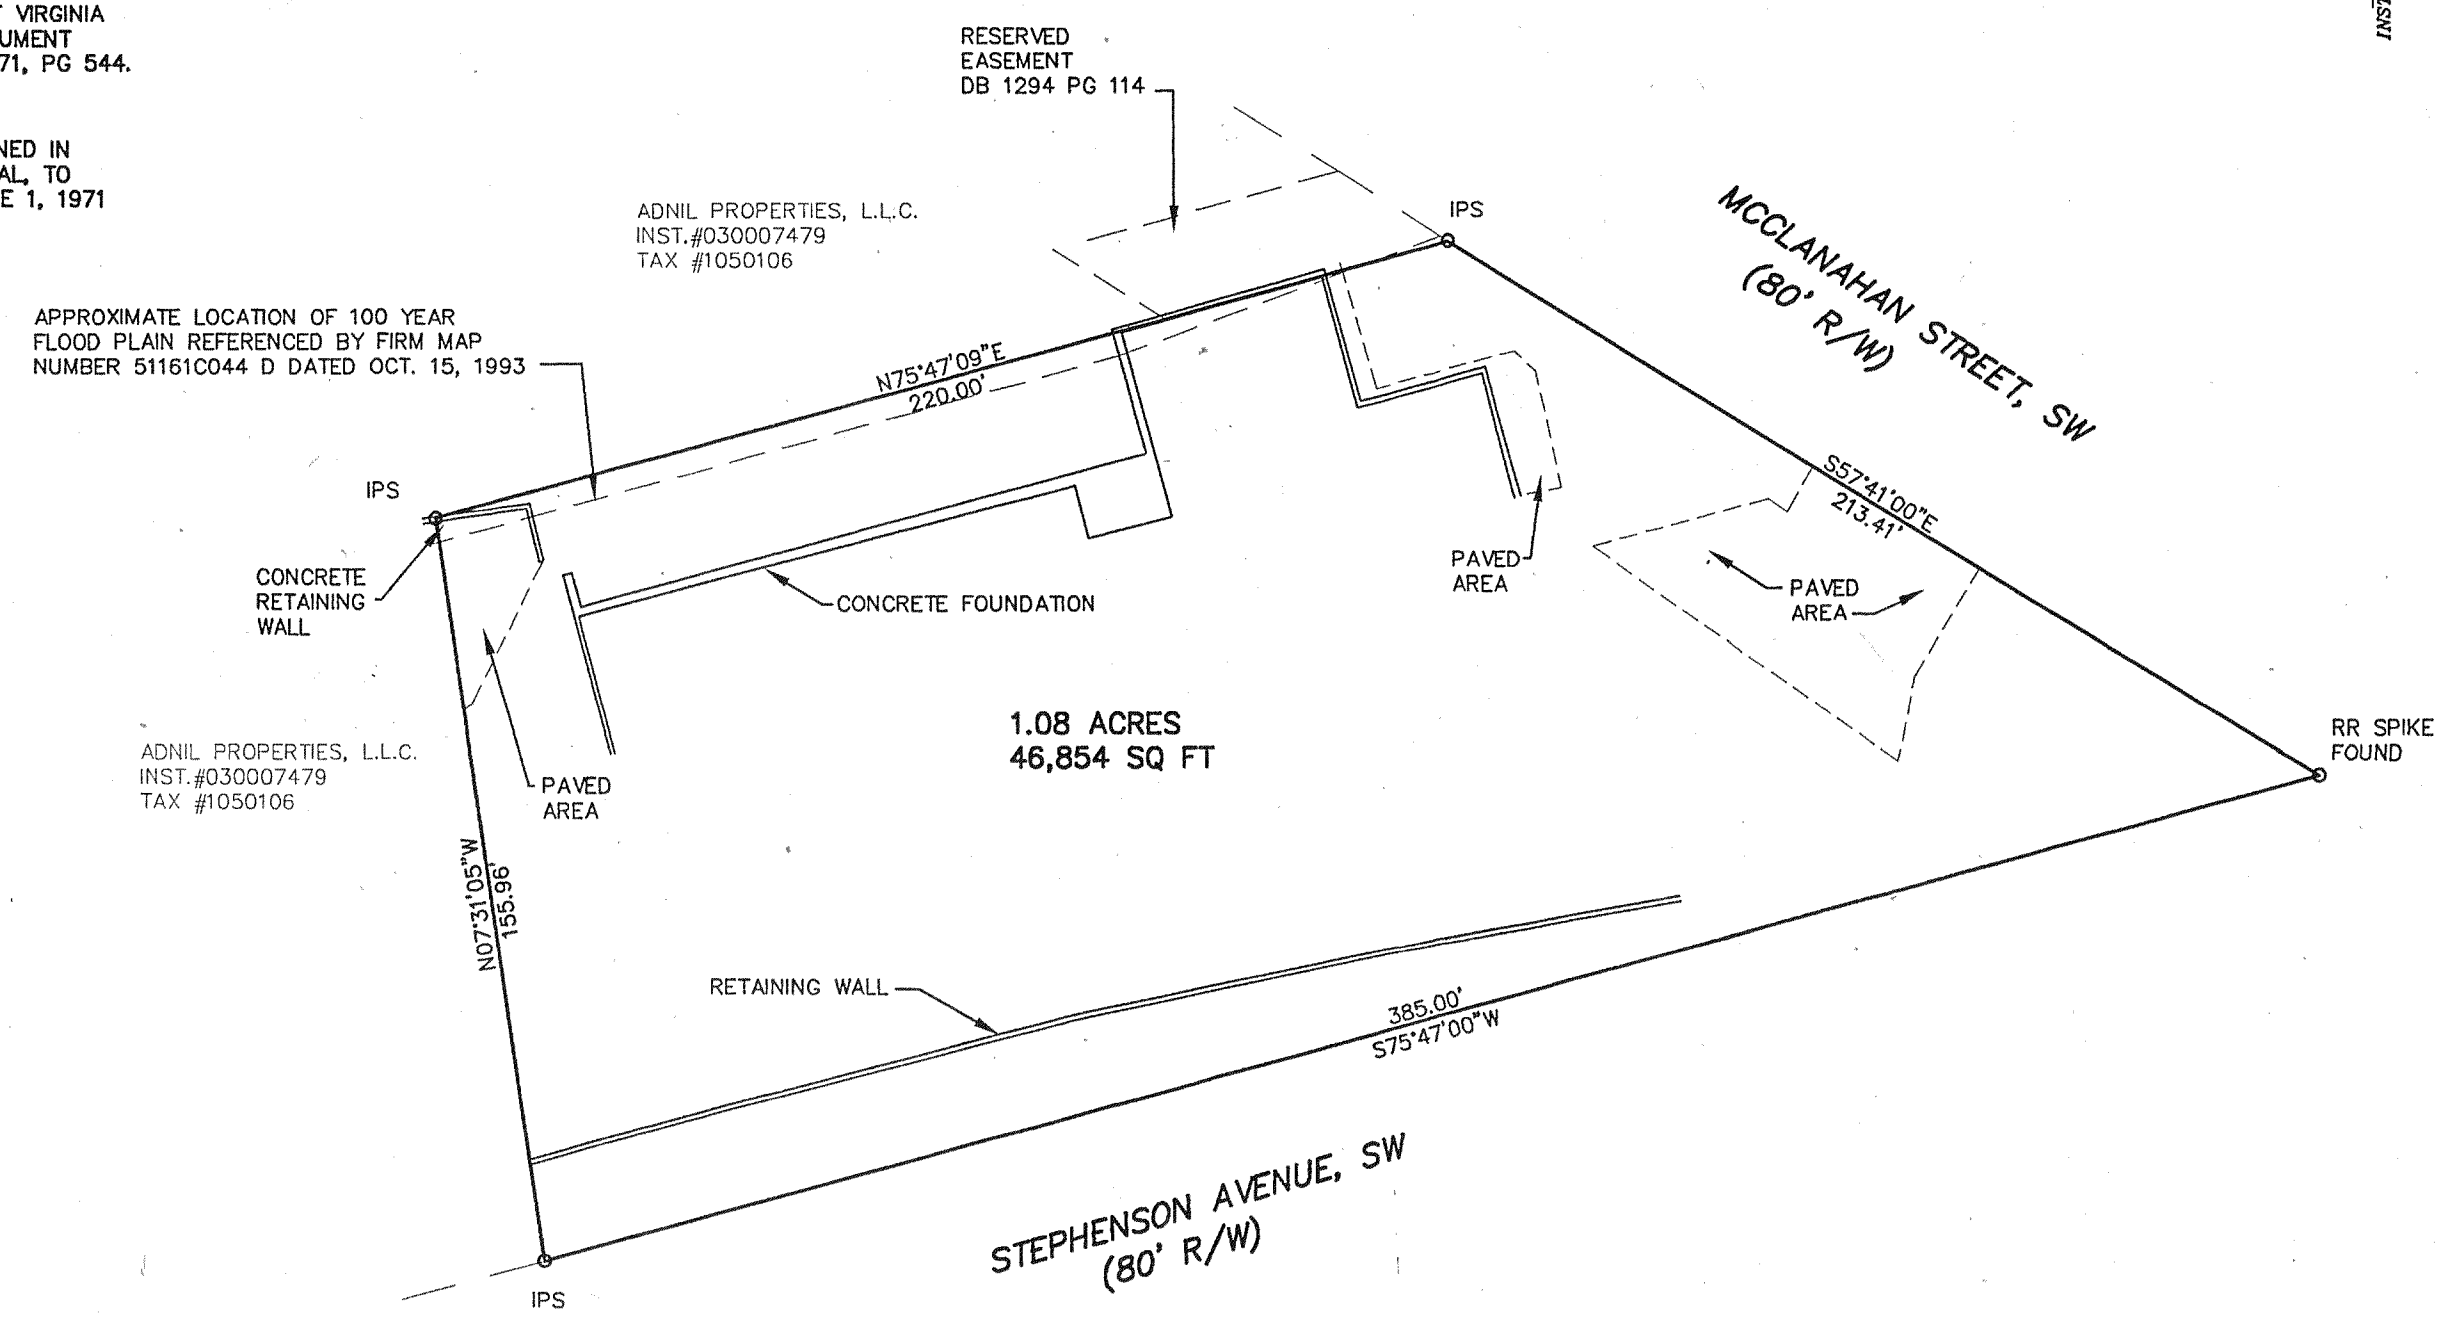 VIRGINIA
UMENT
71, PG 544.
NED IN
AL, TO
E 1, 1971
RESERVED
EASEMENT
DB 1294 PG 114
ADNIL PROPERTIES, L.L.C.
INST.#030007479
TAX #1050106
IPS
MCCLANAHAN STREET, SW
(80' R/W)
APPROXIMATE LOCATION OF 100 YEAR
FLOOD PLAIN REFERENCED BY FIRM MAP
NUMBER 51161C044 D DATED OCT. 15, 1993
N75°47'09"E
220.00'
IPS
S57°41'00"E
213.41'
CONCRETE
RETAINING
WALL
CONCRETE FOUNDATION
PAVED
AREA
PAVED
AREA
1.08 ACRES
46,854 SQ FT
RR SPIKE
FOUND
ADNIL PROPERTIES, L.L.C.
INST.#030007479
TAX #1050106
PAVED
AREA
N07°31'05"W
155.96'
RETAINING WALL
385.00'
S75°47'00"W
STEPHENSON AVENUE, SW
(80' R/W)
IPS